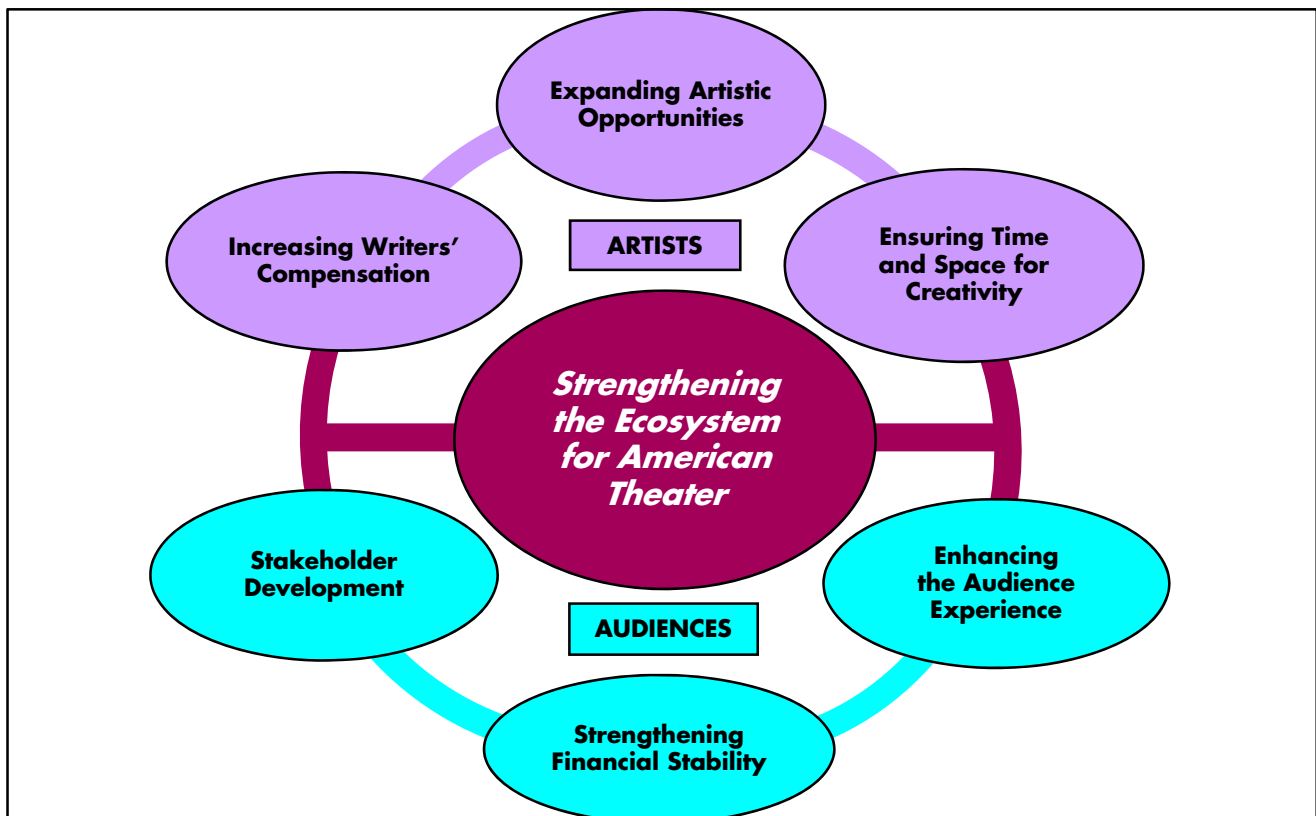 Expanding Artistic
Opportunities
Increasing Writers’
Compensation
ARTISTS
Ensuring Time
and Space for
Creativity
Strengthening
the Ecosystem
for American
Theater
Stakeholder
Development
AUDIENCES
Enhancing
the Audience
Experience
Strengthening
Financial Stability